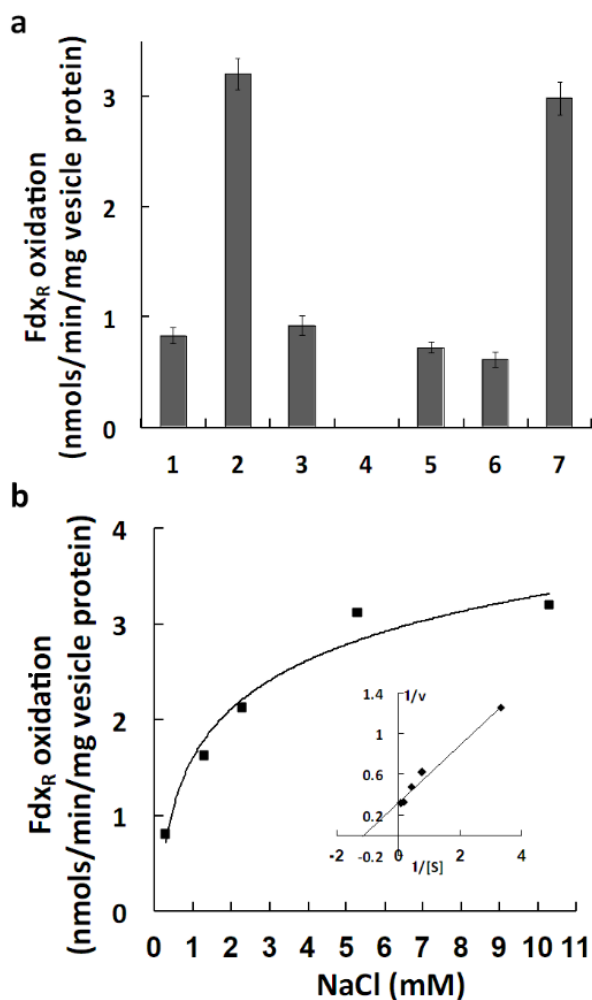 a
Fdx_R oxidation
(nmols/min/mg vesicle protein)
3
2
1
0
1 2 3 4 5 6 7
b
Fdx_R oxidation
(nmols/min/mg vesicle protein)
4
3
2
1
0
1.4
1/v
1
0.6
0.2
-0.2
-2 0 2 4
1/[S]
0 1 2 3 4 5 6 7 8 9 10 11
NaCl (mM)